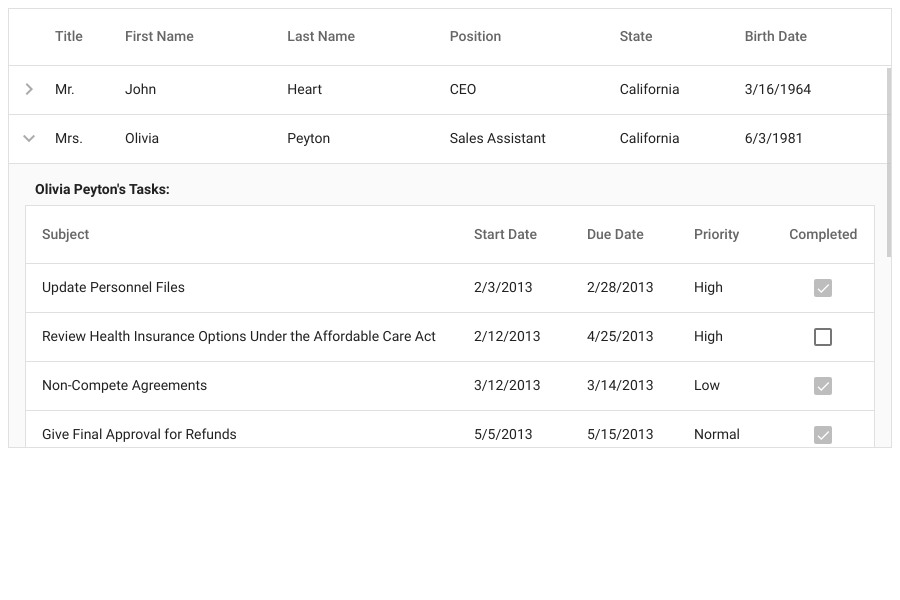 Title First Name Last Name Position State Birth Date
Mr. John Heart CEO California 3/16/1964
Mrs. Olivia Peyton Sales Assistant California 6/3/1981
Olivia Peyton's Tasks:
Subject Start Date Due Date Priority Completed
Update Personnel Files 2/3/2013 2/28/2013 High
Review Health Insurance Options Under the Affordable Care Act 2/12/2013 4/25/2013 High
Non-Compete Agreements 3/12/2013 3/14/2013 Low
Give Final Approval for Refunds 5/5/2013 5/15/2013 Normal